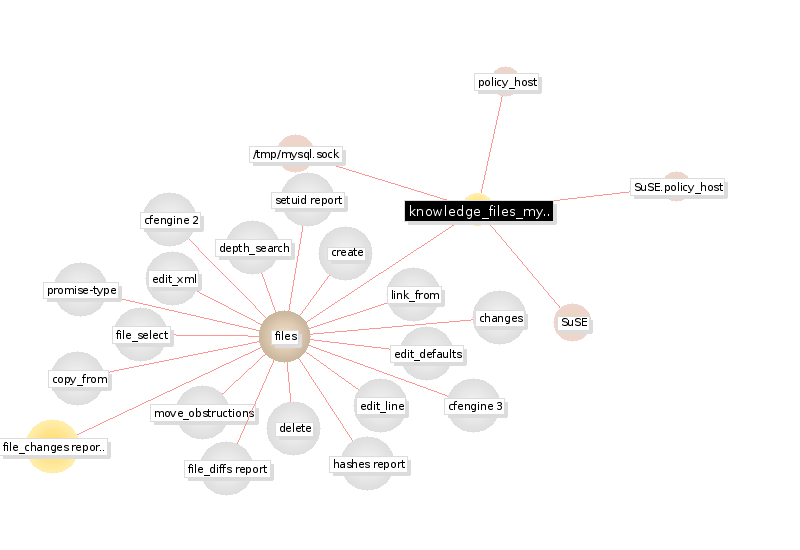 policy_host
/tmp/mysql.sock
SuSE.policy_host
setuid report
knowledge_files_my..
cfengine 2
depth_search
create
edit_xml
promise-type
link_from
changes
SuSE
file_select
files
edit_defaults
copy_from
move_obstructions
edit_line
cfengine 3
delete
file_changes repor..
file_diffs report
hashes report